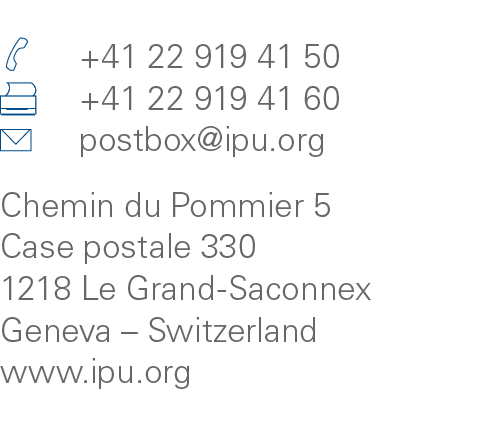 +41 22 919 41 50
+41 22 919 41 60
postbox@ipu.org
Chemin du Pommier 5
Case postale 330
1218 Le Grand-Saconnex
Geneva – Switzerland
www.ipu.org